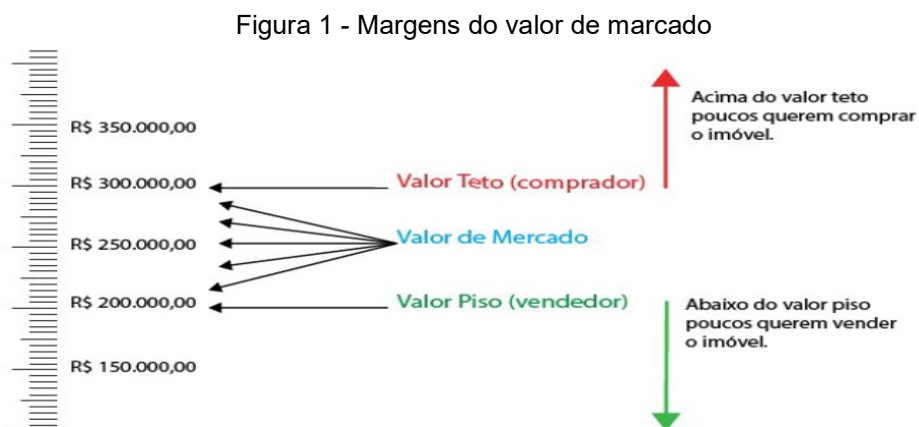 Figura 1 - Margens do valor de marcado
R$ 350.000,00
R$ 300.000,00
R$ 250.000,00
R$ 200.000,00
R$ 150.000,00
Valor Teto (comprador)
Valor de Mercado
Valor Piso (vendedor)
Acima do valor teto
poucos querem comprar
o imóvel.
Abaixo do valor piso
poucos querem vender
o imóvel.